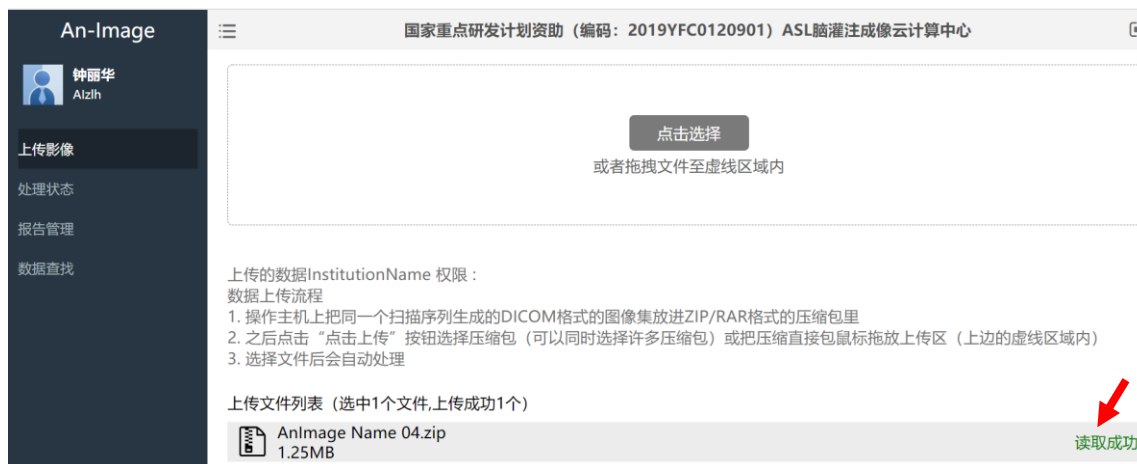 An-Image
国家重点研发计划资助（编码：2019YFC0120901）ASL脑灌注成像云计算中心
钟丽华
Alzlh
上传影像
处理状态
报告管理
数据查找
点击选择
或者拖拽文件至虚线区域内
上传的数据InstitutionName 权限：
数据上传流程
1. 操作主机上把同一个扫描序列生成的DICOM格式的图像集放进ZIP/RAR格式的压缩包里
2. 之后点击“点击上传”按钮选择压缩包（可以同时选择许多压缩包）或把压缩直接包鼠标拖放上传区（上边的虚线区域内）
3. 选择文件后会自动处理
上传文件列表（选中1个文件,上传成功1个）
AnImage Name 04.zip
1.25MB
读取成功